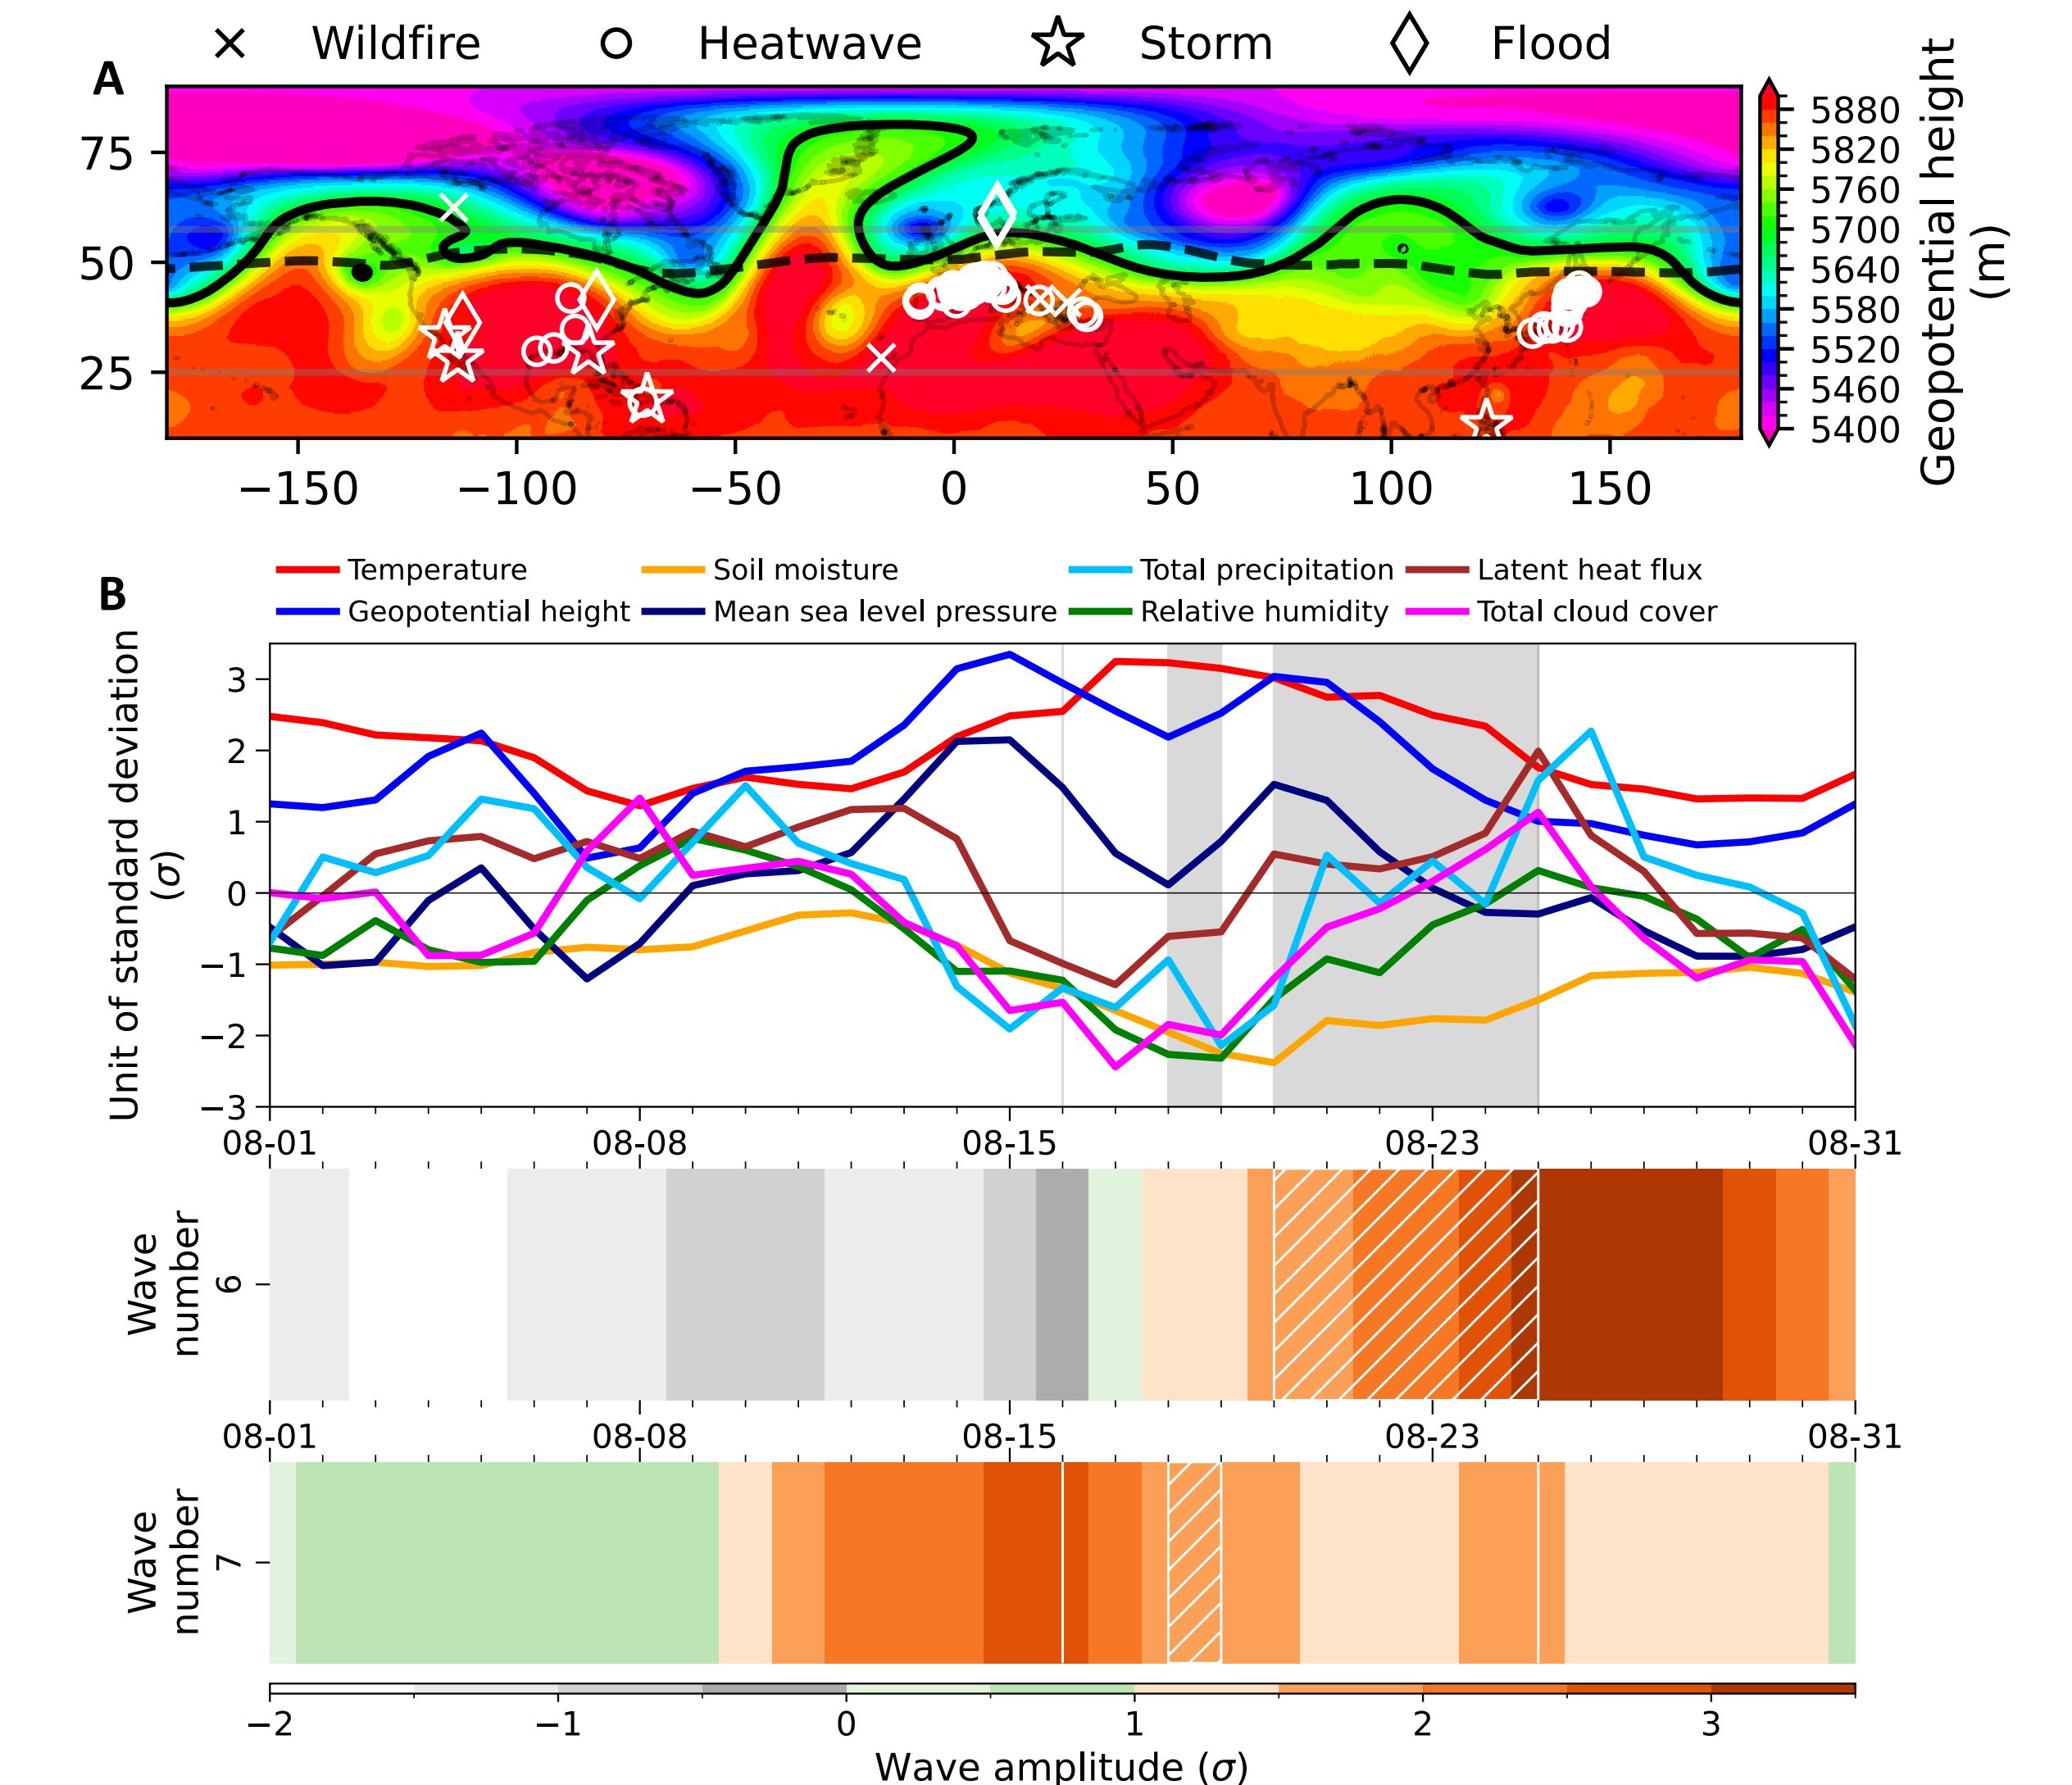 Wildfire Heatwave Storm Flood
A
75
50
25
−150 −100 −50 0 50 100 150
5880
5820
5760
5700
5640
5580
5520
5460
5400
Geopotential height
(m)
B
Temperature Soil moisture Total precipitation Latent heat flux
Geopotential height Mean sea level pressure Relative humidity Total cloud cover
Unit of standard deviation
(σ)
3
2
1
0
−1
−2
−3
08-01 08-08 08-15 08-23 08-31
Wave
number
6
08-01 08-08 08-15 08-23 08-31
Wave
number
7
−2 −1 0 1 2 3
Wave amplitude (σ)